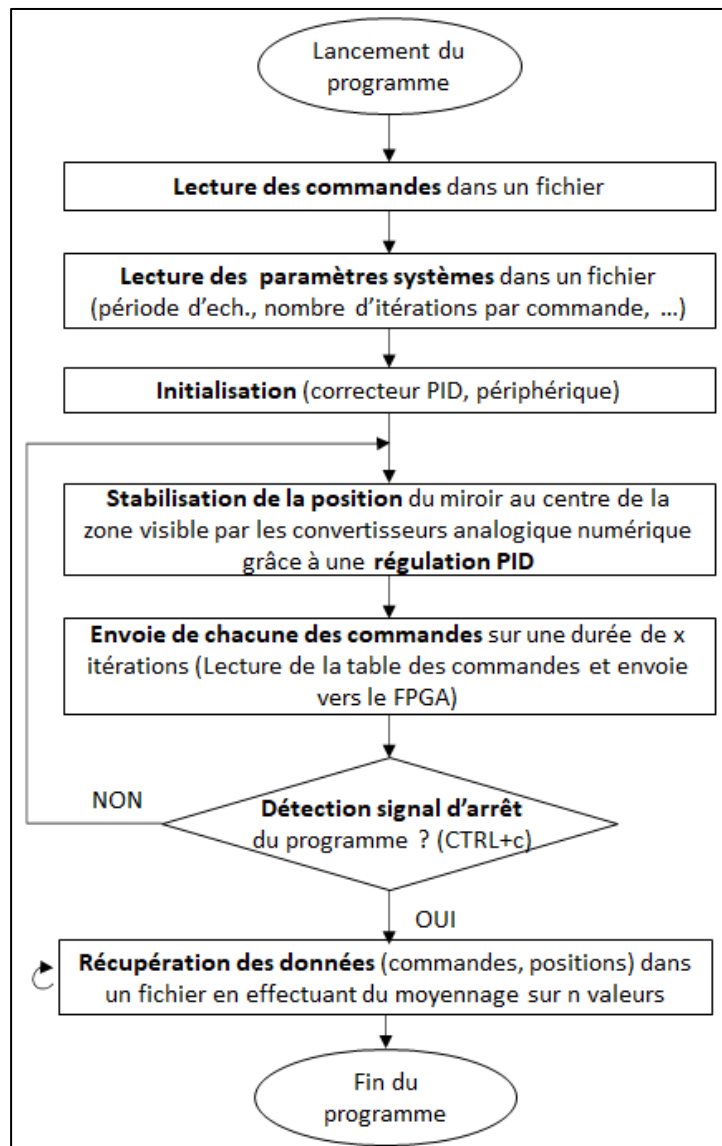 Lancement du
programme
Lecture des commandes dans un fichier
Lecture des paramètres systèmes dans un fichier
(période d'ech., nombre d'itérations par commande, ...)
Initialisation (correcteur PID, périphérique)
Stabilisation de la position du miroir au centre de la
zone visible par les convertisseurs analogique numérique
grâce à une régulation PID
Envoie de chacune des commandes sur une durée de x
itérations (Lecture de la table des commandes et envoie
vers le FPGA)
NON
Détection signal d'arrêt
du programme ? (CTRL+c)
OUI
Récupération des données (commandes, positions) dans
un fichier en effectuant du moyennage sur n valeurs
Fin du
programme